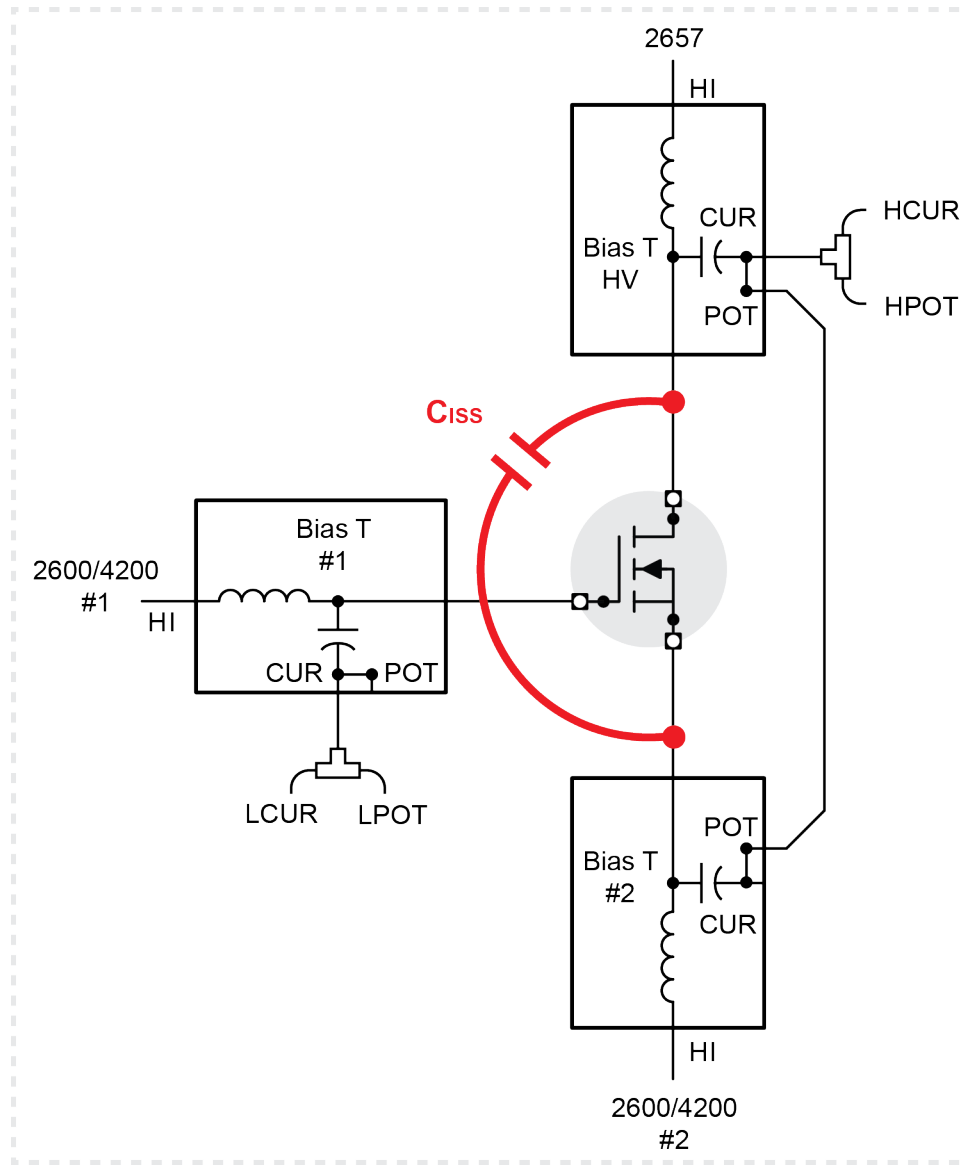 2657
HI
CUR
HCUR
Bias T
HV
POT
HPOT
CISS
Bias T
#1
2600/4200
#1
HI
CUR
POT
LCUR
LPOT
POT
Bias T
#2
CUR
HI
2600/4200
#2